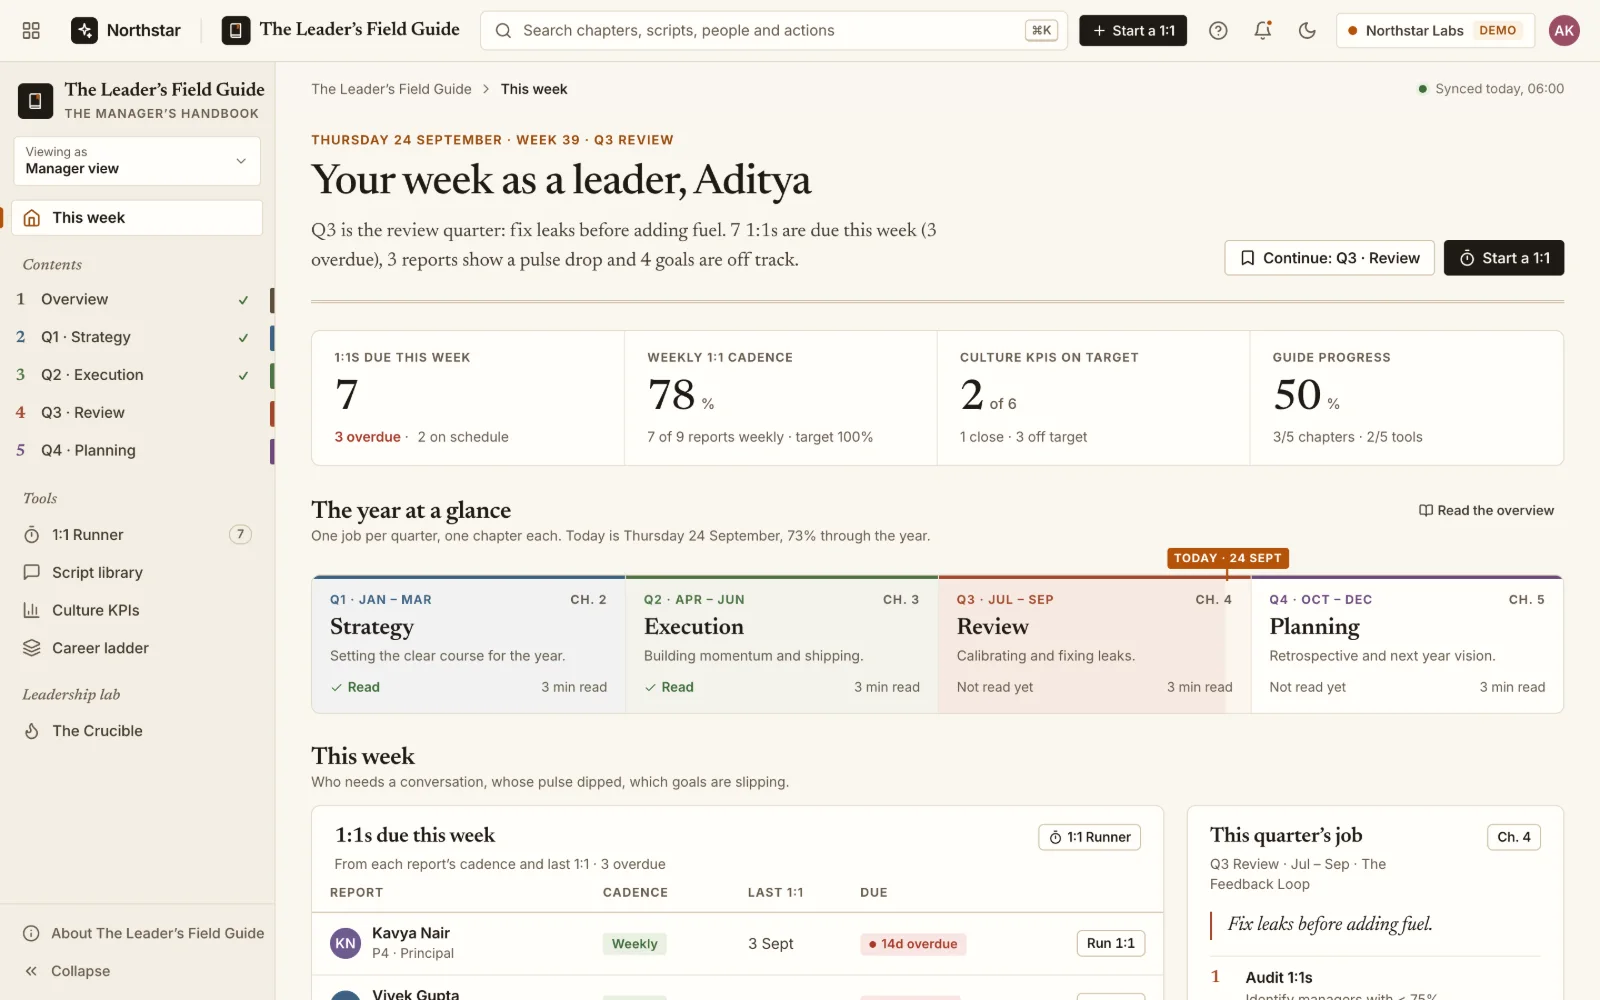 Northstar
The Leader’s Field Guide
Search chapters, scripts, people and actions
⌘K
+ Start a 1:1
Northstar Labs DEMO
AK
The Leader’s Field Guide
THE MANAGER’S HANDBOOK
Viewing as
Manager view
This week
Contents
1 Overview
2 Q1 · Strategy
3 Q2 · Execution
4 Q3 · Review
5 Q4 · Planning
Tools
1:1 Runner 7
Script library
Culture KPIs
Career ladder
Leadership lab
The Crucible
About The Leader’s Field Guide
Collapse
The Leader’s Field Guide > This week
Synced today, 06:00
THURSDAY 24 SEPTEMBER · WEEK 39 · Q3 REVIEW
Your week as a leader, Aditya
Q3 is the review quarter: fix leaks before adding fuel. 7 1:1s are due this week (3
overdue), 3 reports show a pulse drop and 4 goals are off track.
Continue: Q3 · Review
Start a 1:1
1:1S DUE THIS WEEK
7
3 overdue · 2 on schedule
WEEKLY 1:1 CADENCE
78 %
7 of 9 reports weekly · target 100%
CULTURE KPIS ON TARGET
2 of 6
1 close · 3 off target
GUIDE PROGRESS
50 %
3/5 chapters · 2/5 tools
The year at a glance
One job per quarter, one chapter each. Today is Thursday 24 September, 73% through the year.
Read the overview
TODAY · 24 SEPT
Q1 · JAN – MAR CH. 2
Strategy
Setting the clear course for the year.
Read 3 min read
Q2 · APR – JUN CH. 3
Execution
Building momentum and shipping.
Read 3 min read
Q3 · JUL – SEP CH. 4
Review
Calibrating and fixing leaks.
Not read yet 3 min read
Q4 · OCT – DEC CH. 5
Planning
Retrospective and next year vision.
Not read yet 3 min read
This week
Who needs a conversation, whose pulse dipped, which goals are slipping.
1:1s due this week
1:1 Runner
From each report’s cadence and last 1:1 · 3 overdue
REPORT CADENCE LAST 1:1 DUE
KN Kavya Nair Weekly 3 Sept 14d overdue Run 1:1
P4 · Principal
Vivek Gupta
This quarter’s job
Ch. 4
Q3 Review · Jul – Sep · The
Feedback Loop
Fix leaks before adding fuel.
1 Audit 1:1s
Identify managers with < 75%